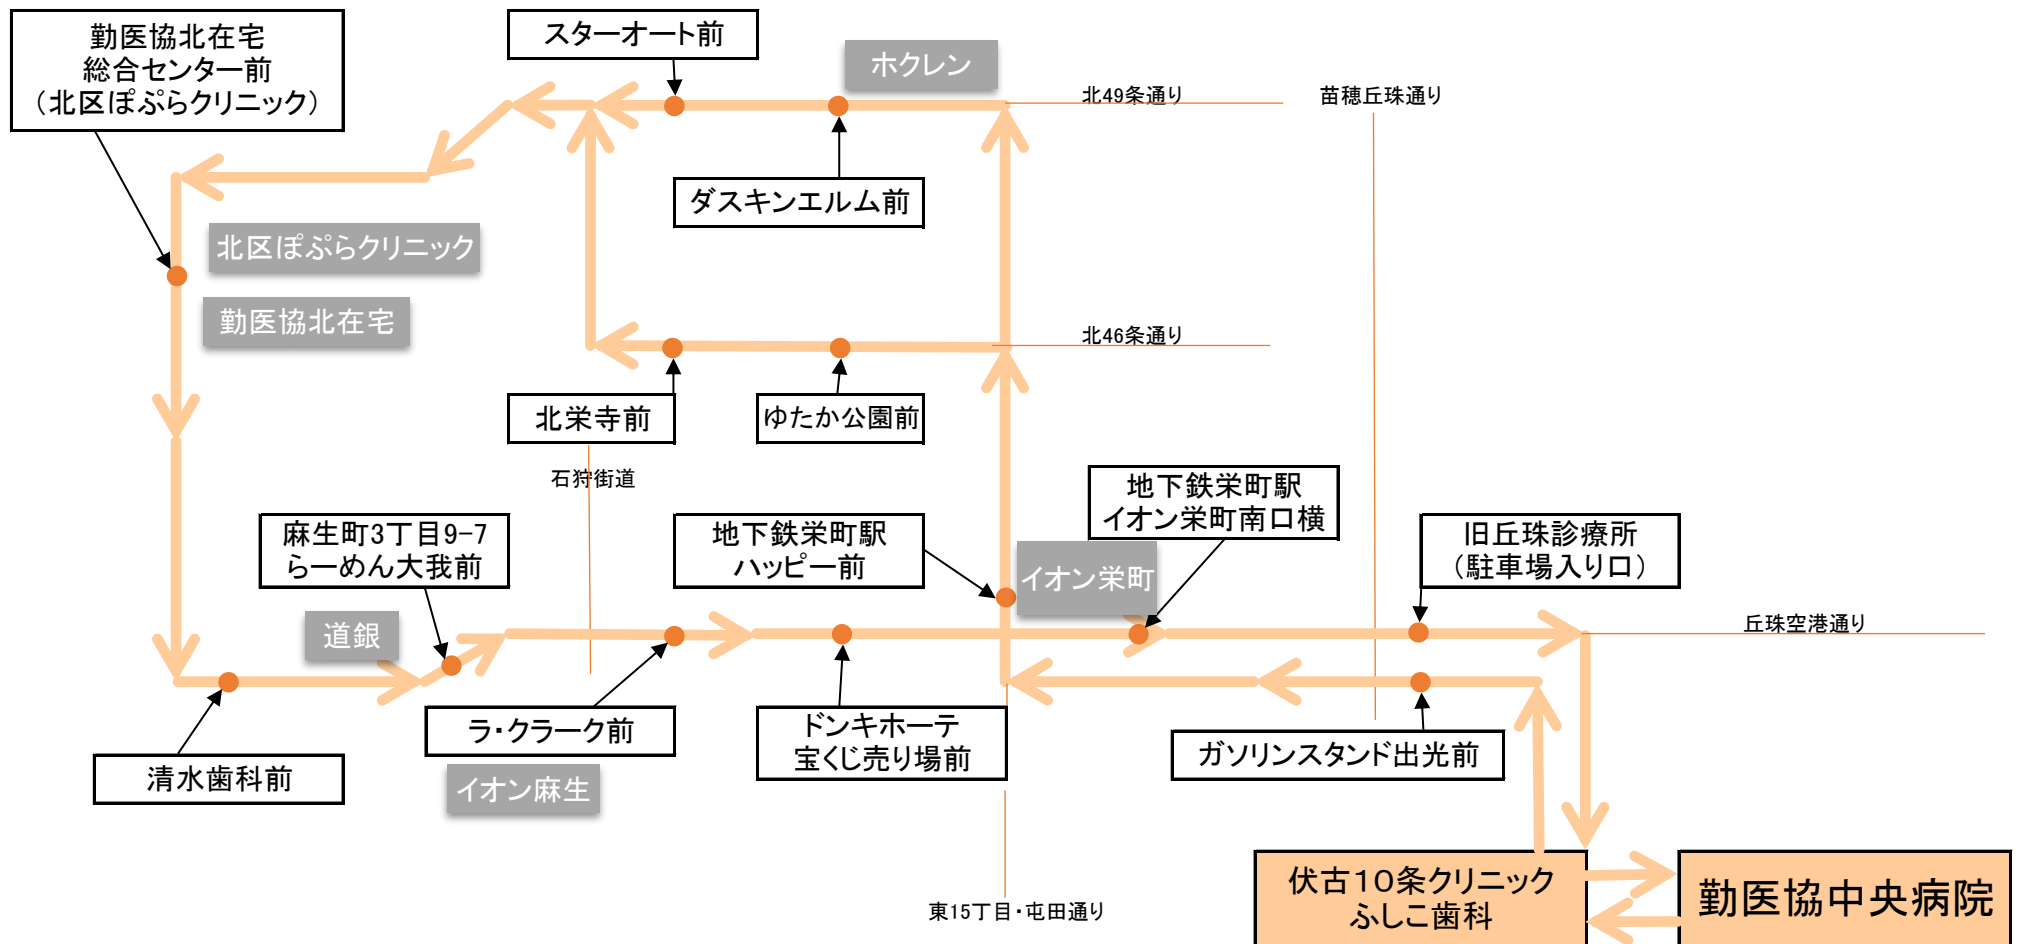 勤医協北在宅
総合センター前
（北区ぽぷらクリニック）
スターオート前
ホクレン
北49条通り
苗穂丘珠通り
ダスキンエルム前
北区ぽぷらクリニック
勤医協北在宅
北46条通り
北栄寺前
ゆたか公園前
石狩街道
地下鉄栄町駅
イオン栄町南口横
麻生町3丁目9-7
らーめん大我前
地下鉄栄町駅
ハッピー前
イオン栄町
旧丘珠診療所
（駐車場入り口）
道銀
丘珠空港通り
清水歯科前
ラ・クラーク前
イオン麻生
ドンキホーテ
宝くじ売り場前
ガソリンスタンド出光前
東15丁目・屯田通り
伏古１０条クリニック
ふしこ歯科
勤医協中央病院